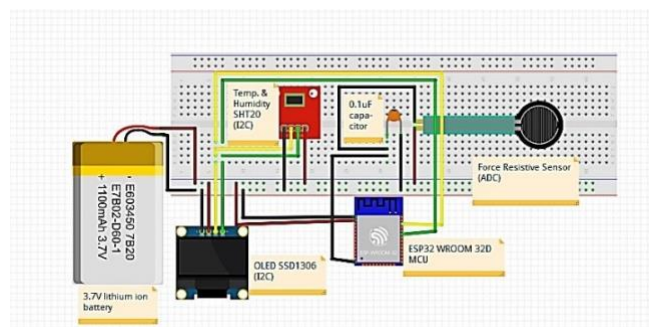 Temp. &
Humidity
SHT20
(I2C)
0.1uF
capa-
citor
Force Resistive Sensor
(ADC)
- E603450 7B20
E7B02-D60-1
+ 1100mAh 3.7V
OLED SSD1306
(I2C)
ESP32 WROOM 32D
MCU
3.7V lithium ion
battery